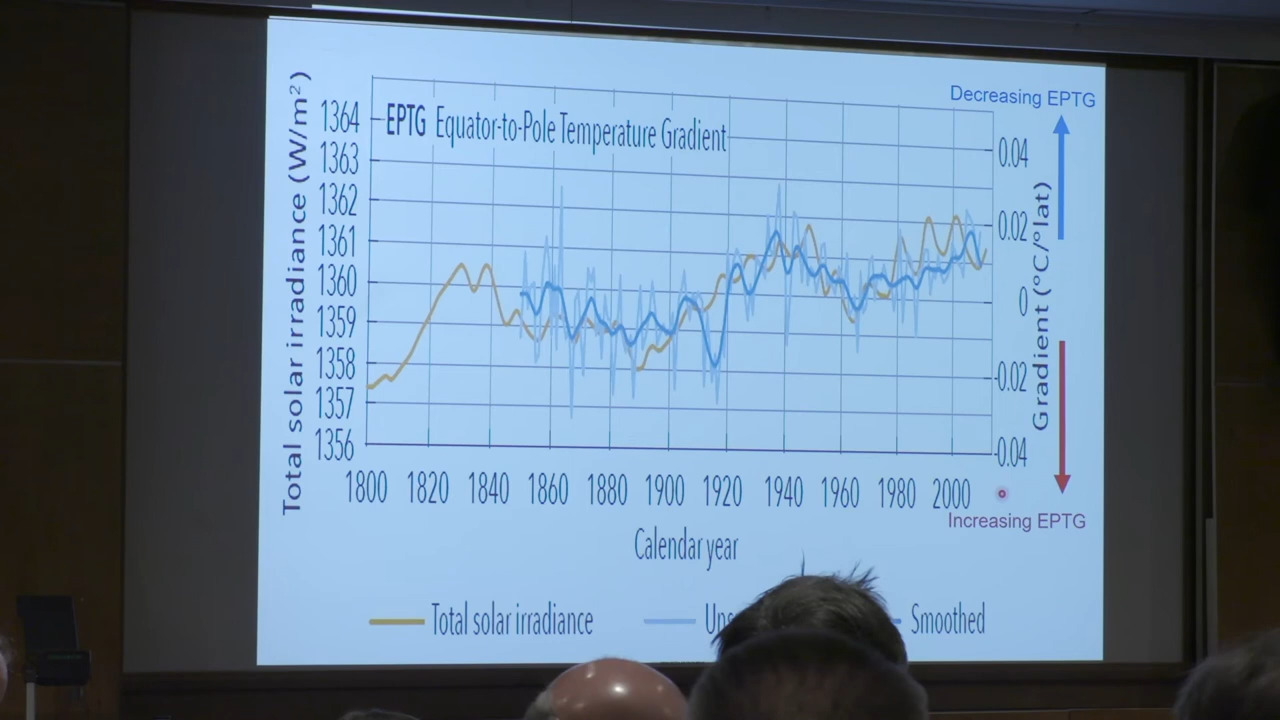 Decreasing EPTG
EPTG Equator-to-Pole Temperature Gradient
Total solar irradiance (W/m²)
1364
1363
1362
1361
1360
1359
1358
1357
1356
0.04
0.02
0
-0.02
-0.04
Gradient (°C/°lat)
1800 1820 1840 1860 1880 1900 1920 1940 1960 1980 2000
Increasing EPTG
Calendar year
Total solar irradiance
Smoothed